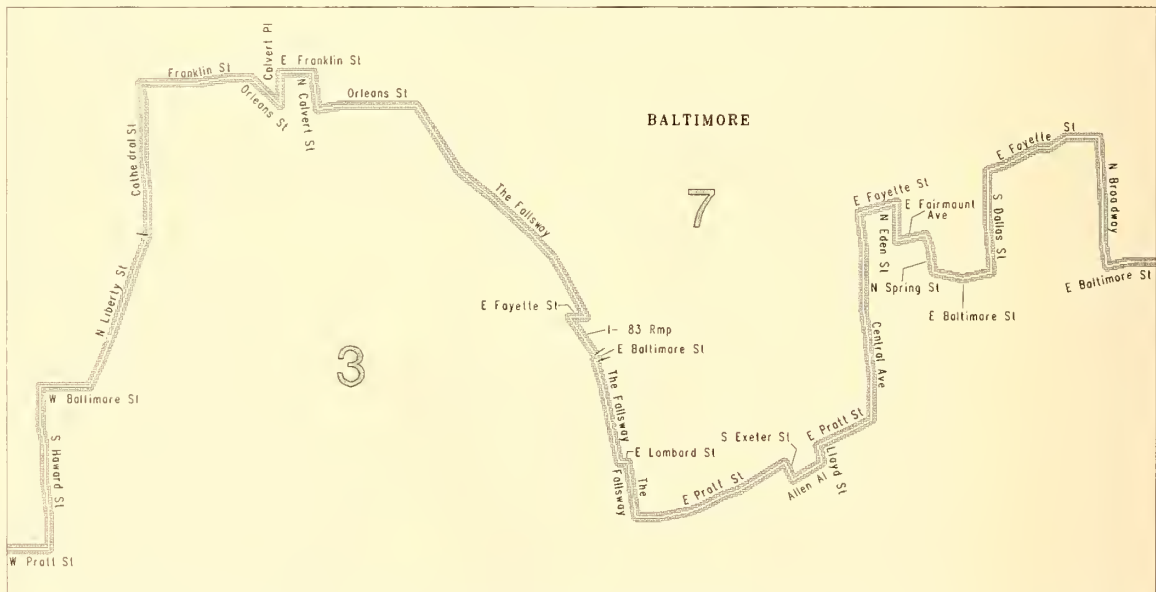 Calvert Pl
Franklin St
E Franklin St
Orleans St
N Calvert St
Orleans St
Cathedral St
BALTIMORE
7
The Fallsway
E Fayette St
N Broadway
E Fayette St
E Fairmount
Ave
N Eden St
S Dallas St
N Spring St
E Baltimore St
E Baltimore St
N Liberty St
E Fayette St
I- 83 Rmp
E Baltimore St
3
Central Ave
W Baltimore St
The Fallsway
S Howard St
S Exeter St
E Pratt St
E Lombard St
Lloyd St
Allen Al
The
Fallsway
E Pratt St
W Pratt St